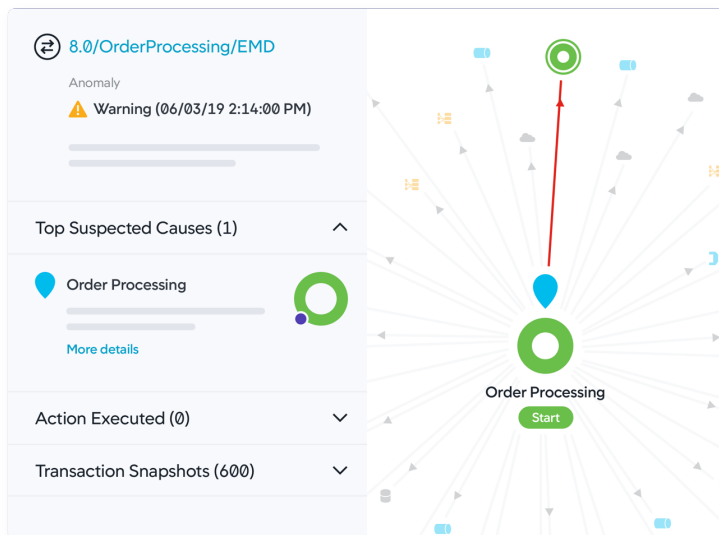 8.0/OrderProcessing/EMD
Anomaly
Warning (06/03/19 2:14:00 PM)
Top Suspected Causes (1)
Order Processing
More details
Action Executed (0)
Transaction Snapshots (600)
Order Processing
Start